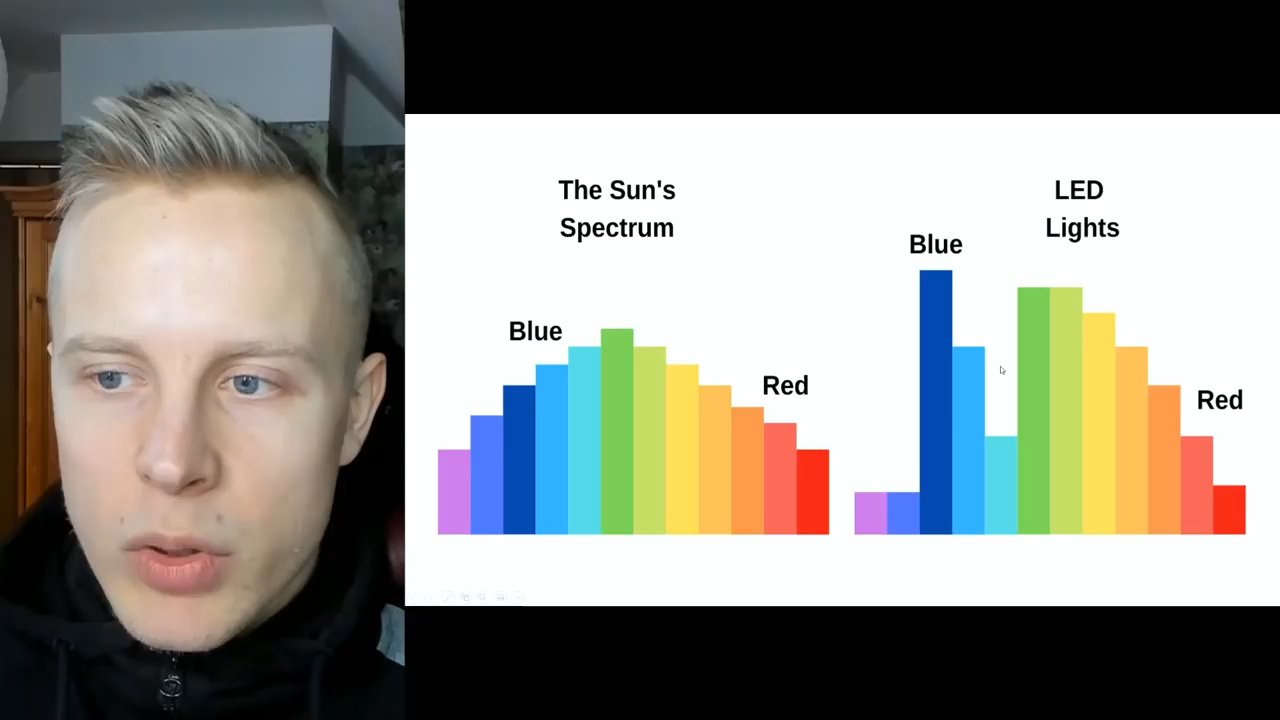 The Sun's
Spectrum
Blue
Red
LED
Lights
Blue
Red